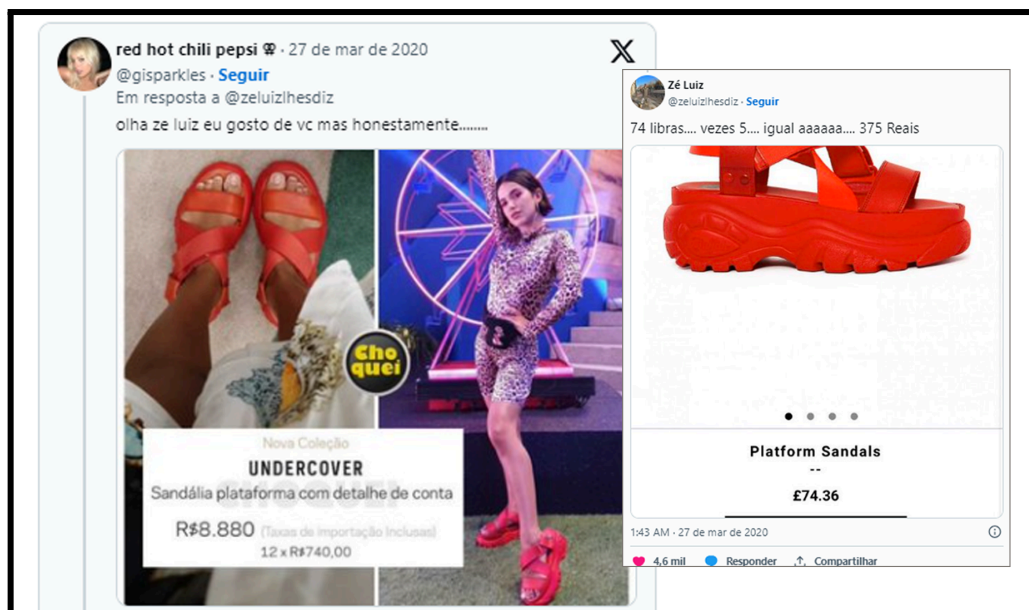 red hot chili pepsi · 27 de mar de 2020
@gisparkles · Seguir
Em resposta a @zeluizlhesdiz
olha ze luiz eu gosto de vc mas honestamente........
Cho
quei
Nova Coleção
UNDERCOVER
CHOQUEI
Sandália plataforma com detalhe de conta
R$8.880 (Taxas de Importação Inclusas)
12 x R$740,00
Zé Luiz
@zeluizlhesdiz · Seguir
74 libras.... vezes 5.... igual aaaaaa.... 375 Reais
Platform Sandals
--
£74.36
1:43 AM · 27 de mar de 2020
4,6 mil Responder Compartilhar